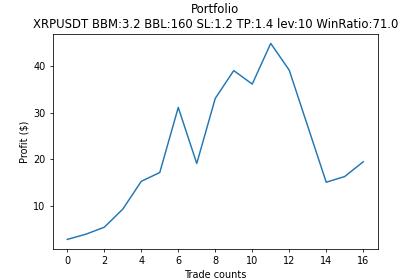 Portfolio
XRPUSDT BBM:3.2 BBL:160 SL:1.2 TP:1.4 lev:10 WinRatio:71.0
Profit ($)
40
30
20
10
0 2 4 6 8 10 12 14 16
Trade counts